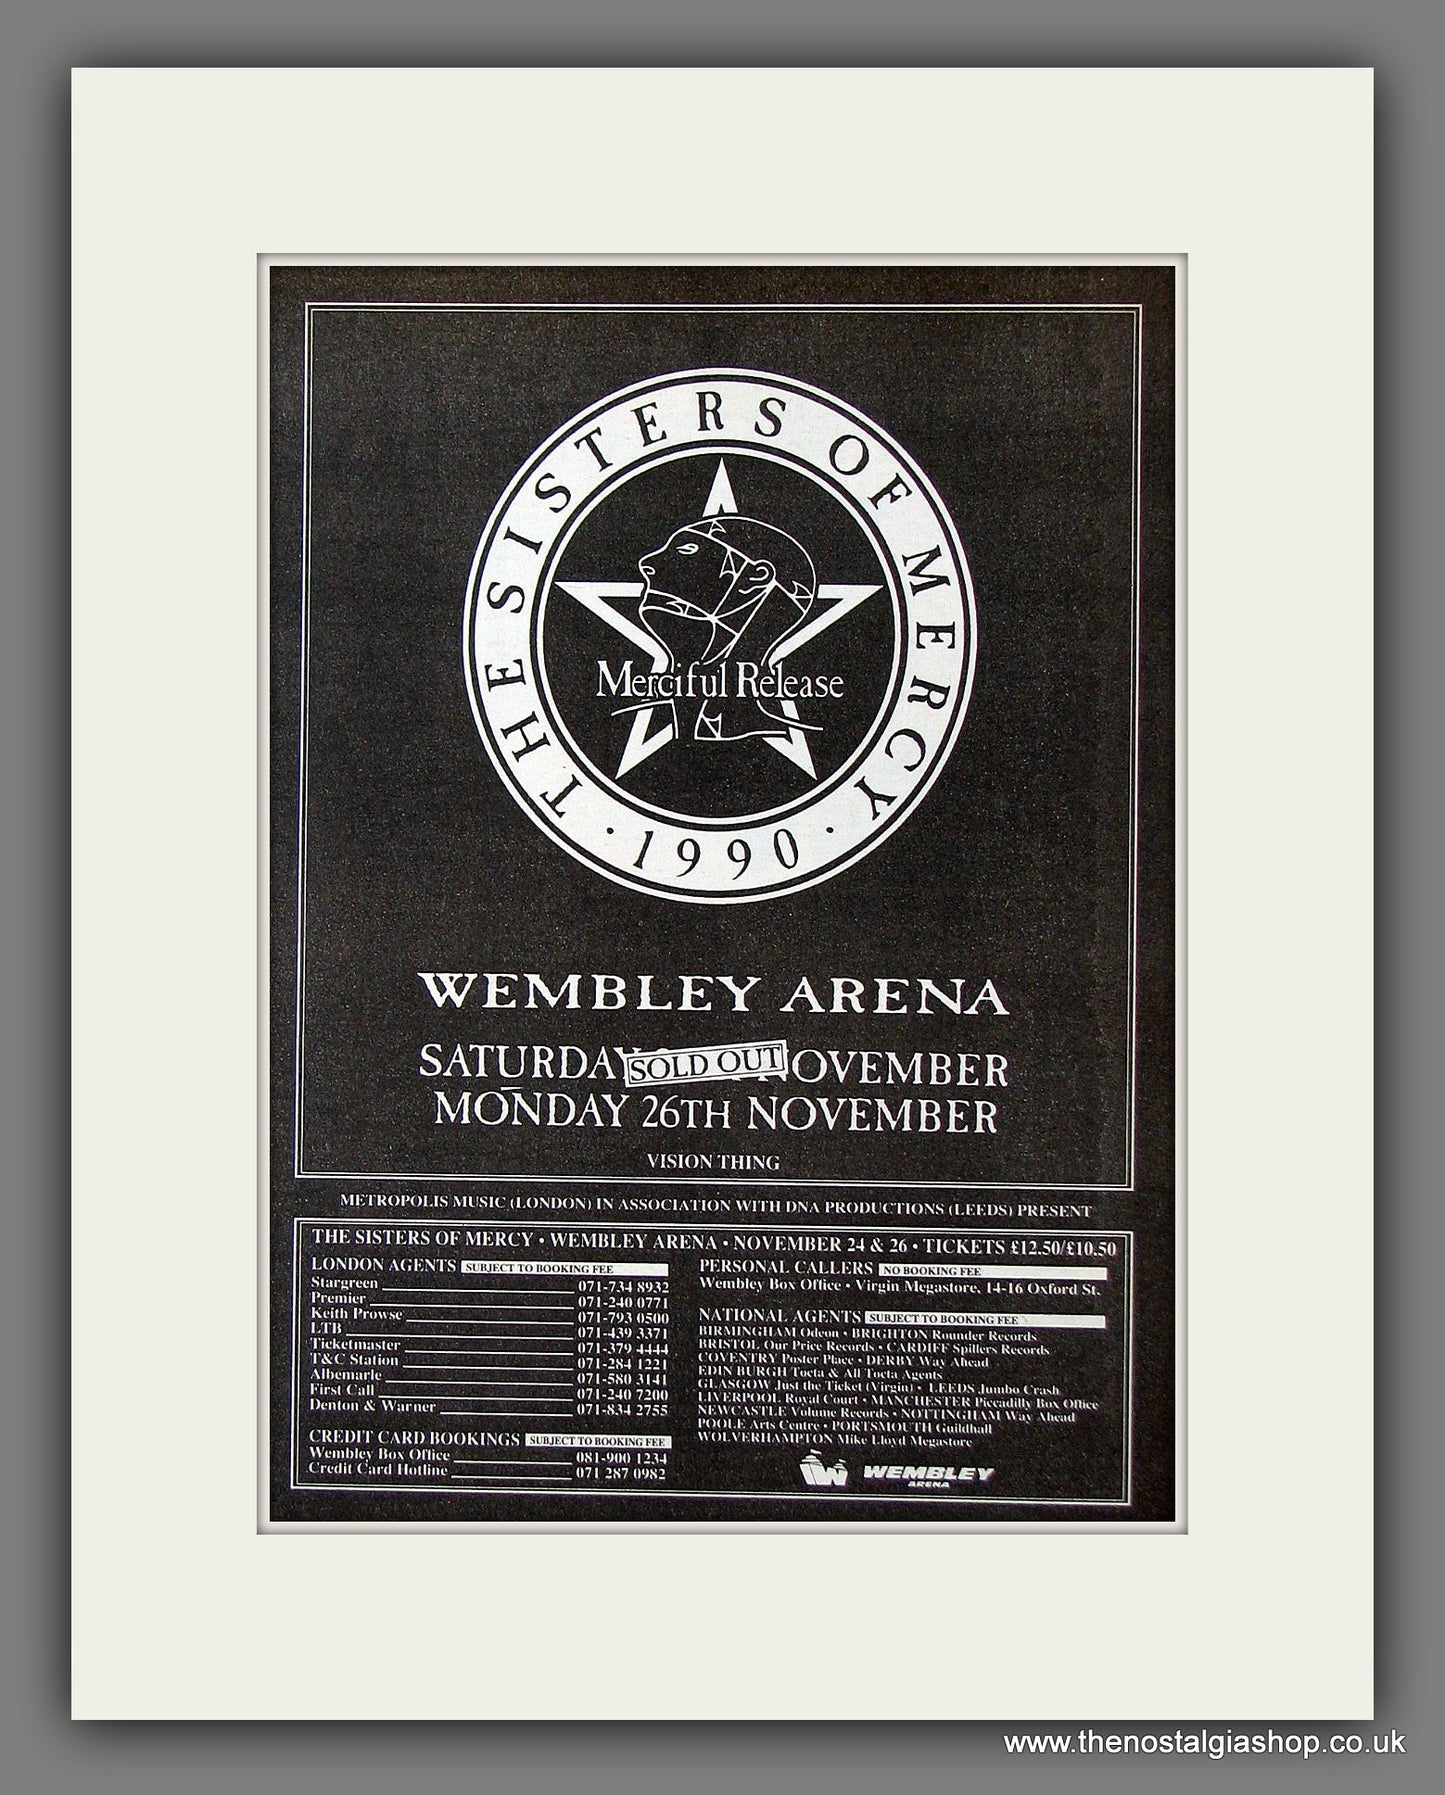 THE SISTERS OF MERCY
· 1990 ·
Merciful Release
WEMBLEY ARENA
SATURDAY SOLD OUT NOVEMBER
MONDAY 26TH NOVEMBER
VISION THING
METROPOLIS MUSIC (LONDON) IN ASSOCIATION WITH DNA PRODUCTIONS (LEEDS) PRESENT
THE SISTERS OF MERCY • WEMBLEY ARENA • NOVEMBER 24 & 26 • TICKETS £12.50/£10.50
LONDON AGENTS SUBJECT TO BOOKING FEE
Stargreen 071-734 8932
Premier 071-240 0771
Keith Prowse 071-793 0500
LTB 071-439 3371
Ticketmaster 071-379 4444
T&C Station 071-284 1221
Albemarle 071-580 3141
First Call 071-240 7200
Denton & Warner 071-834 2755
CREDIT CARD BOOKINGS SUBJECT TO BOOKING FEE
Wembley Box Office 081-900 1234
Credit Card Hotline 071 287 0982
PERSONAL CALLERS NO BOOKING FEE
Wembley Box Office • Virgin Megastore, 14-16 Oxford St.
NATIONAL AGENTS SUBJECT TO BOOKING FEE
BIRMINGHAM Odeon • BRIGHTON Rounder Records
BRISTOL Our Price Records • CARDIFF Spillers Records
COVENTRY Poster Place • DERBY Way Ahead
EDINBURGH Tocta & All Tocta Agents
GLASGOW Just the Ticket (Virgin) • LEEDS Jumbo Crash
LIVERPOOL Royal Court • MANCHESTER Piccadilly Box Office
NEWCASTLE Volume Records • NOTTINGHAM Way Ahead
POOLE Arts Centre • PORTSMOUTH Guildhall
WOLVERHAMPTON Mike Lloyd Megastore
WEMBLEY
ARENA
www.thenostalgiashop.co.uk